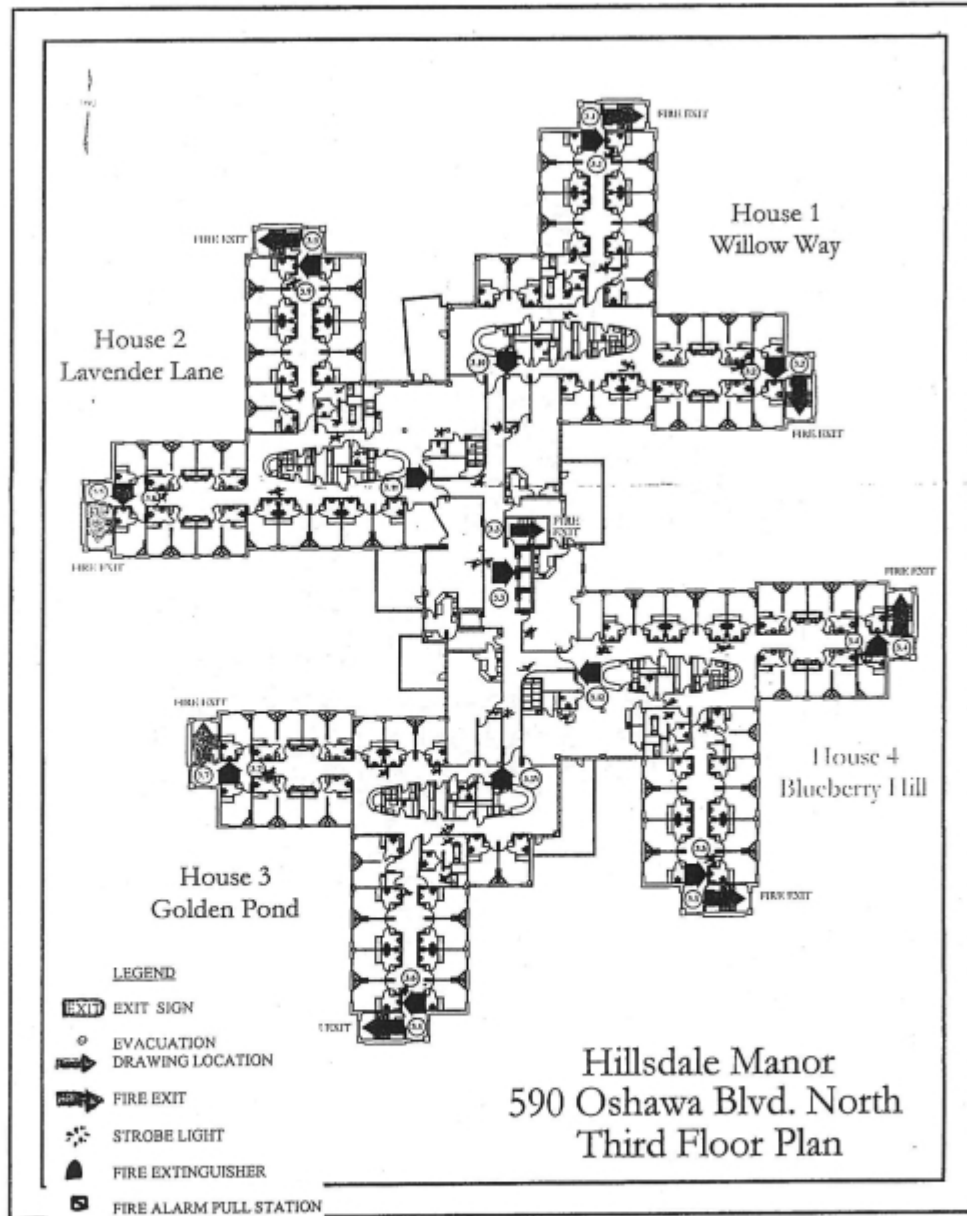 FIRE EXIT
House 1
Willow Way
FIRE EXIT
House 2
Lavender Lane
FIRE EXIT
FIRE
EXIT
FIRE EXIT
FIRE EXIT
FIRE EXIT
House 4
Blueberry Hill
House 3
Golden Pond
FIRE EXIT
EXIT
LEGEND
EXIT EXIT SIGN
EVACUATION
DRAWING LOCATION
FIRE EXIT
STROBE LIGHT
FIRE EXTINGUISHER
FIRE ALARM PULL STATION
Hillsdale Manor
590 Oshawa Blvd. North
Third Floor Plan